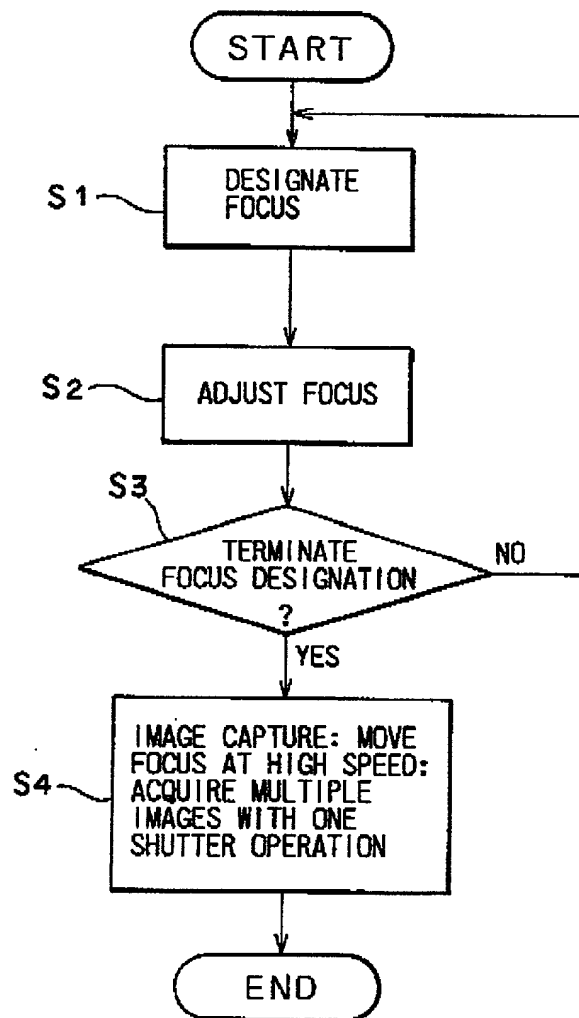 START
S1
DESIGNATE
FOCUS
S2
ADJUST FOCUS
S3
TERMINATE
FOCUS DESIGNATION
?
NO
YES
S4
IMAGE CAPTURE: MOVE
FOCUS AT HIGH SPEED:
ACQUIRE MULTIPLE
IMAGES WITH ONE
SHUTTER OPERATION
END